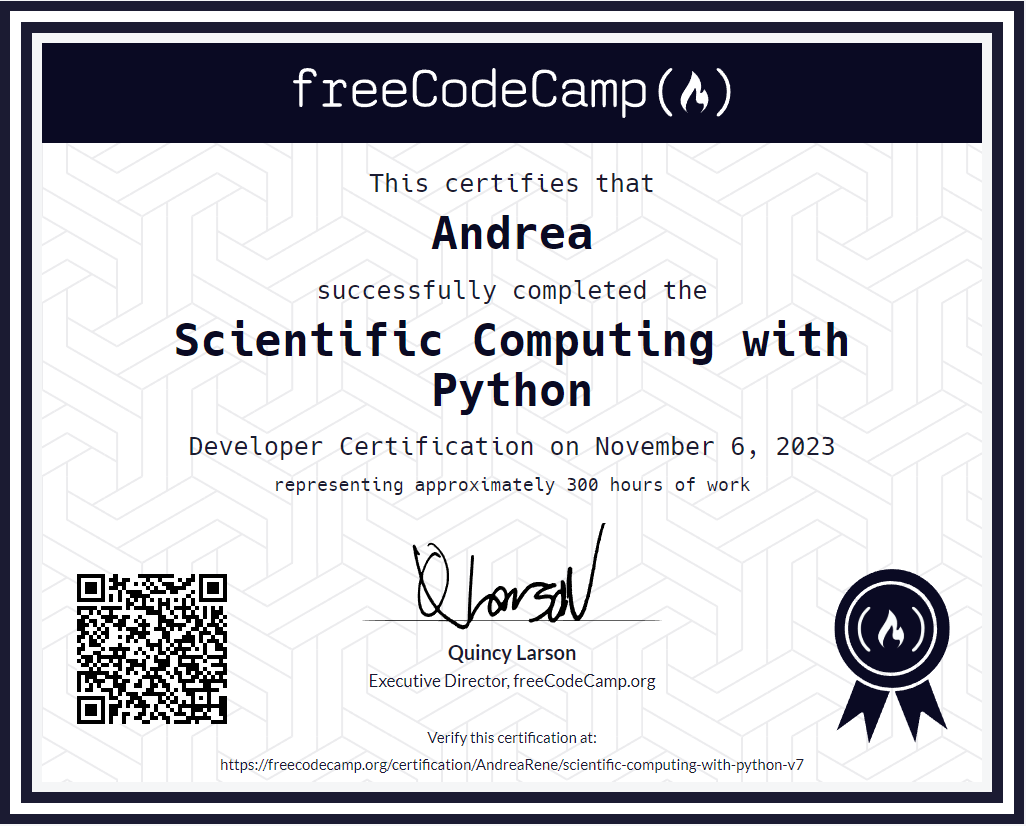 freeCodeCamp
This certifies that
Andrea
successfully completed the
Scientific Computing with
Python
Developer Certification on November 6, 2023
representing approximately 300 hours of work
Q Larson
Quincy Larson
Executive Director, freeCodeCamp.org
Verify this certification at:
https://freecodecamp.org/certification/AndreaRene/scientific-computing-with-python-v7